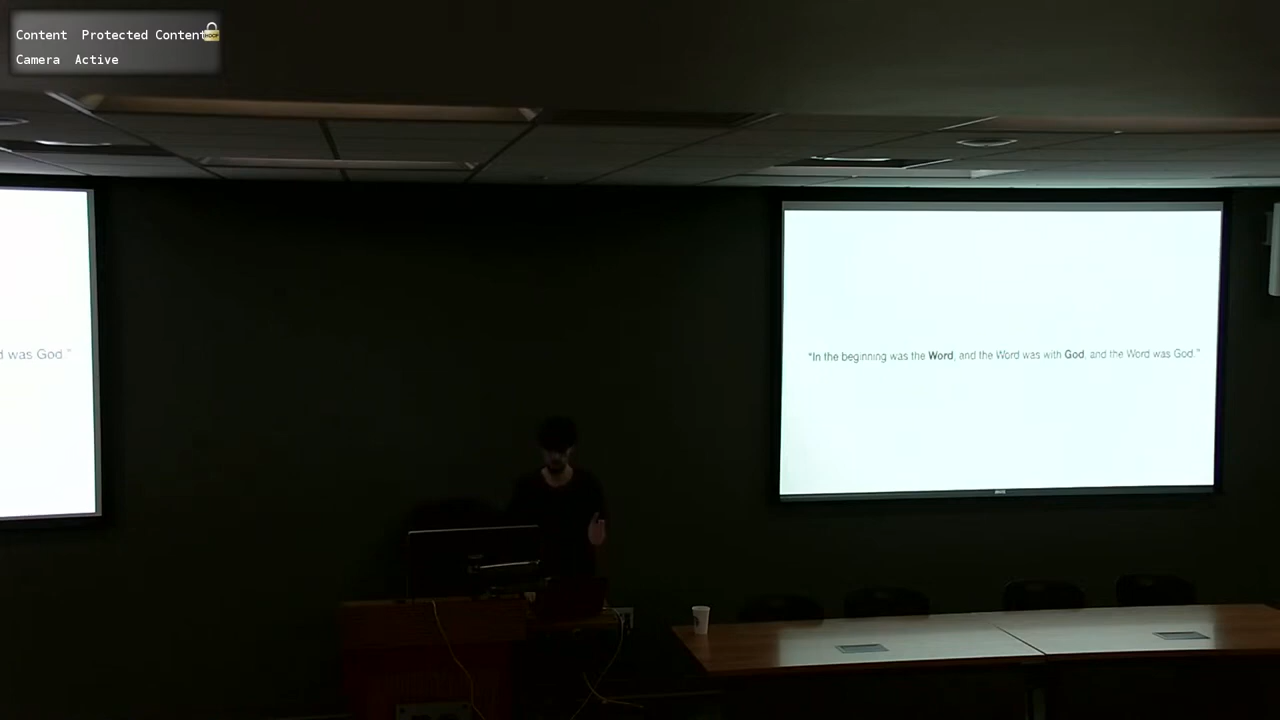 Content Protected Content
HDCP
Camera Active
d was God."
"In the beginning was the Word, and the Word was with God, and the Word was God."